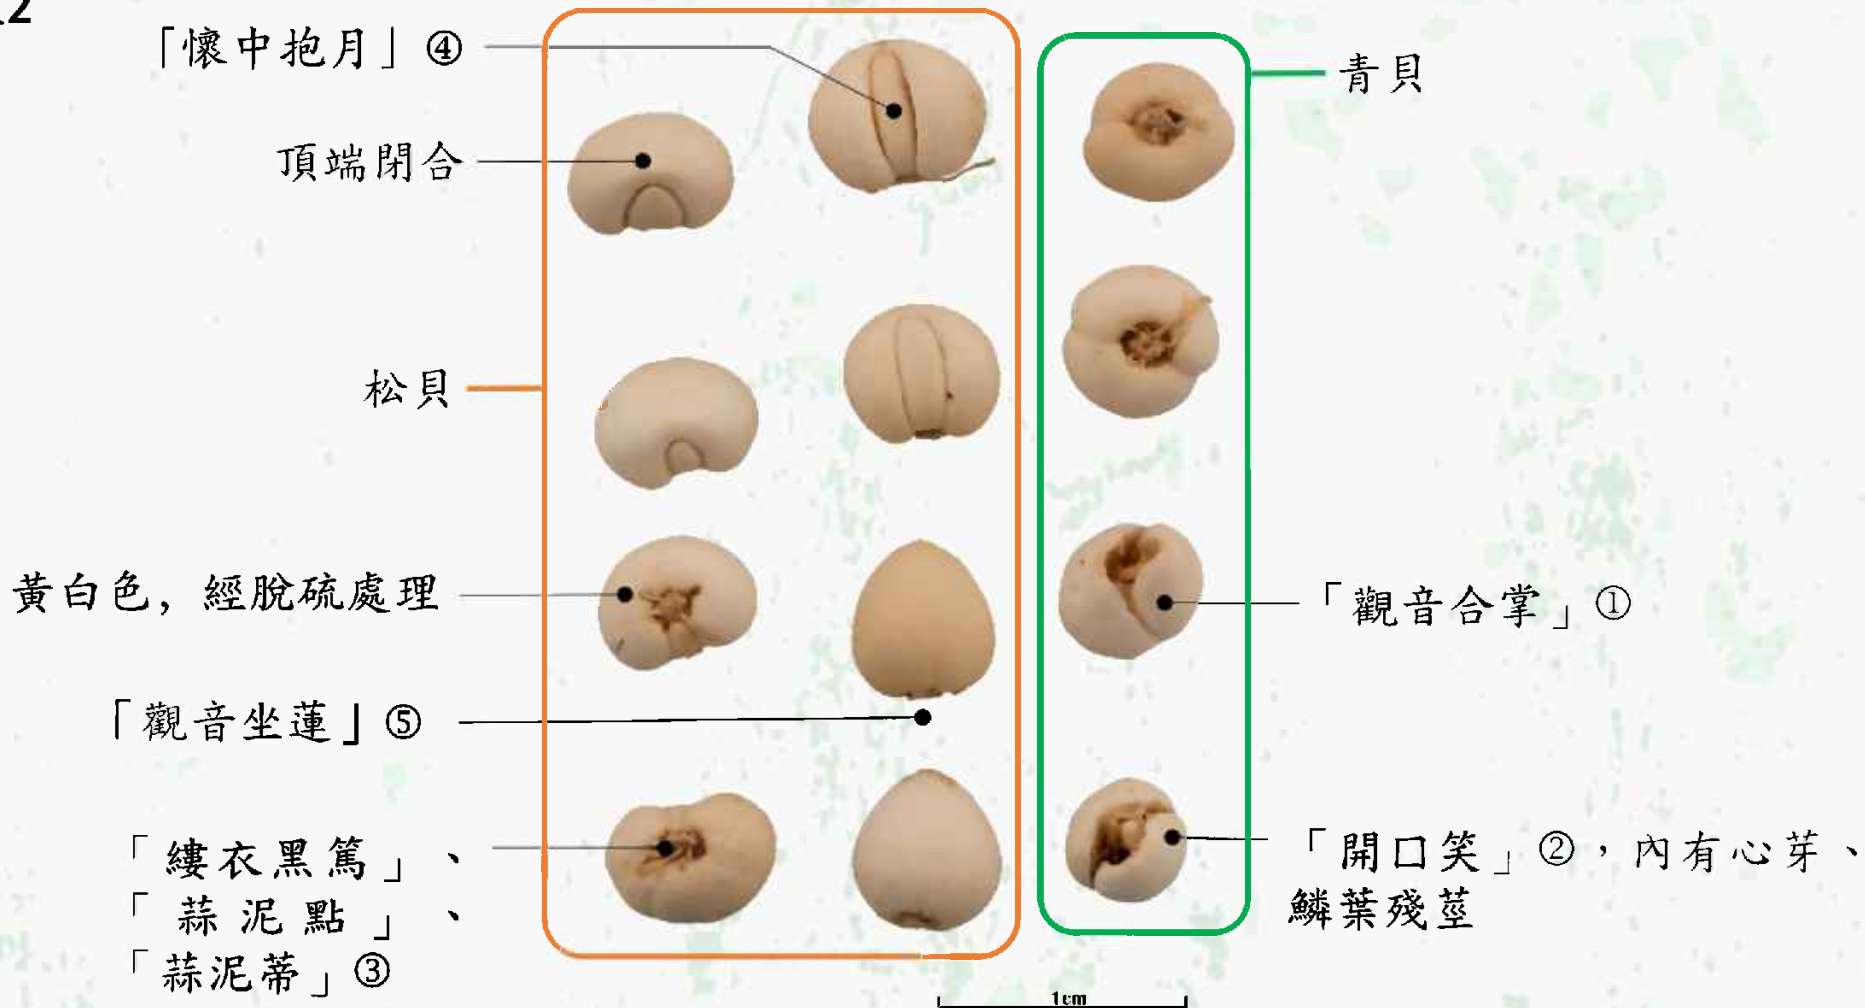 2
「懷中抱月」④
頂端閉合
松貝
黃白色，經脫硫處理
「觀音坐蓮」⑤
「縷衣黑篤」、
「蒜泥點」、
「蒜泥蒂」③
青貝
「觀音合掌」①
「開口笑」②，內有心芽、
鱗葉殘莖
1cm